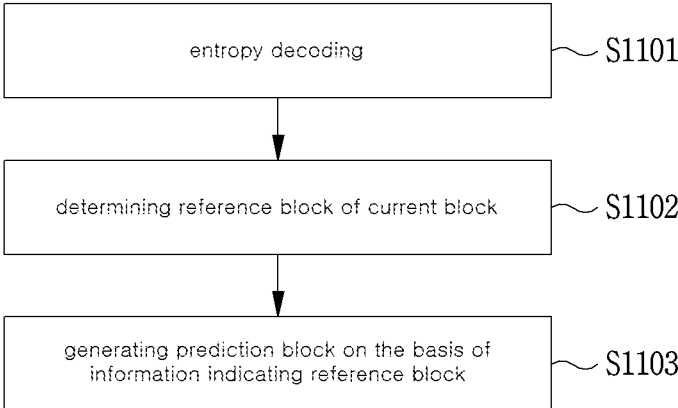 entropy decoding
S1101
determining reference block of current block
S1102
generating prediction block on the basis of
information indicating reference block
S1103